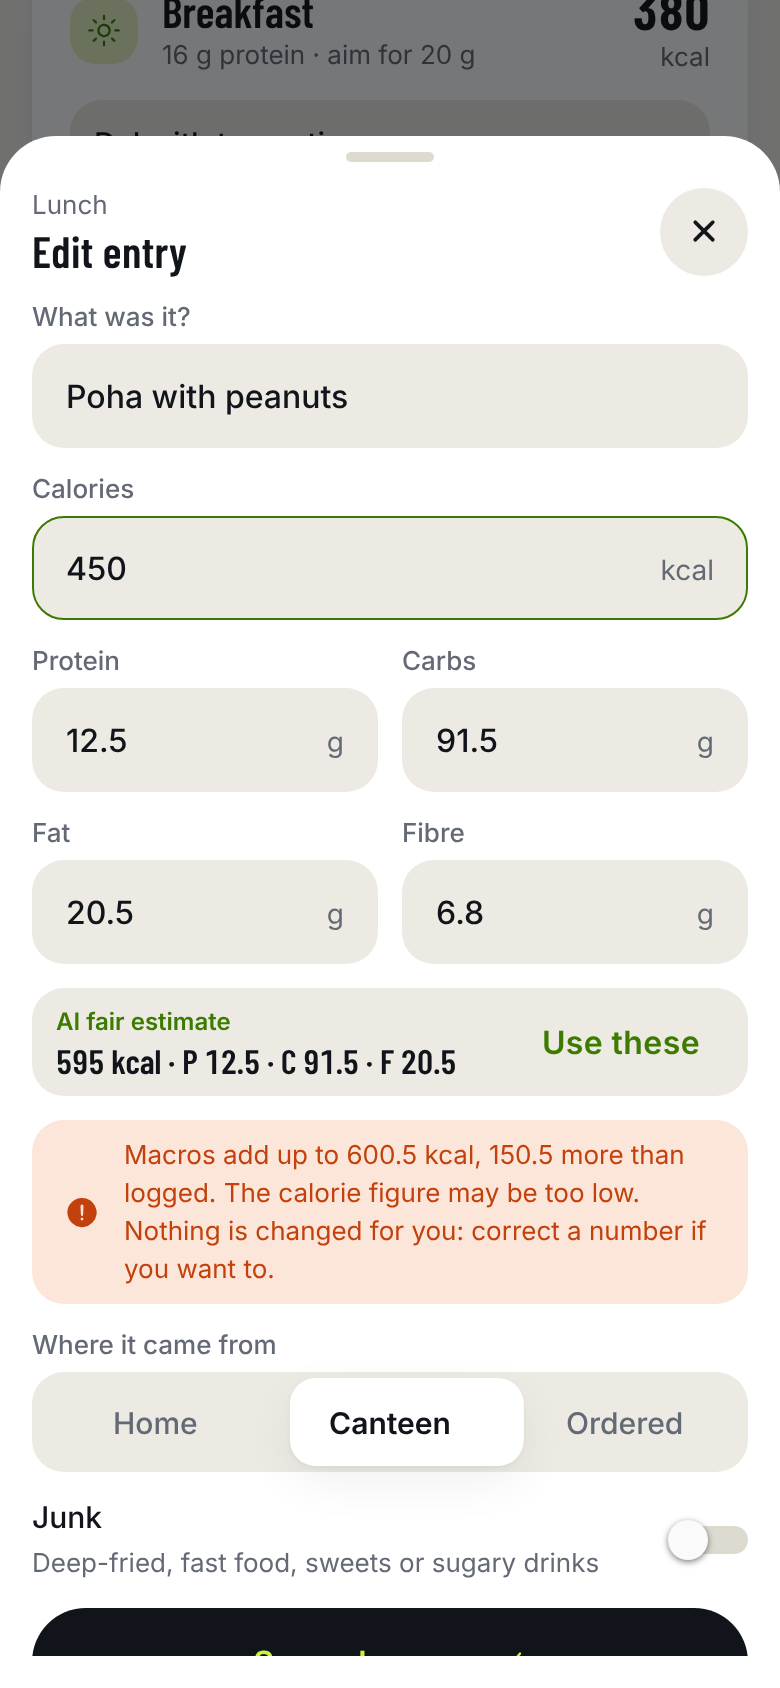 Breakfast
380
16 g protein · aim for 20 g
kcal
Lunch
Edit entry
What was it?
Poha with peanuts
Calories
450 kcal
Protein
Carbs
12.5 g
91.5 g
Fat
Fibre
20.5 g
6.8 g
AI fair estimate
595 kcal · P 12.5 · C 91.5 · F 20.5
Use these
Macros add up to 600.5 kcal, 150.5 more than
logged. The calorie figure may be too low.
Nothing is changed for you: correct a number if
you want to.
Where it came from
Home
Canteen
Ordered
Junk
Deep-fried, fast food, sweets or sugary drinks